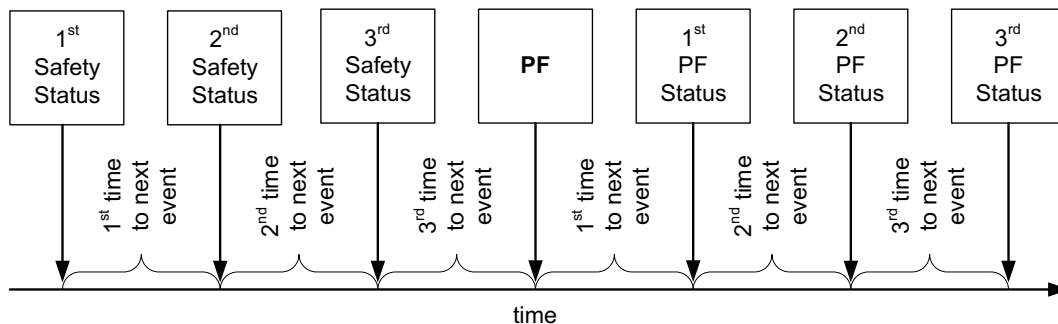 1st
Safety
Status
2nd
Safety
Status
3rd
Safety
Status
PF
1st
PF
Status
2nd
PF
Status
3rd
PF
Status
1st time
to next
event
2nd time
to next
event
3rd time
to next
event
1st time
to next
event
2nd time
to next
event
3rd time
to next
event
time